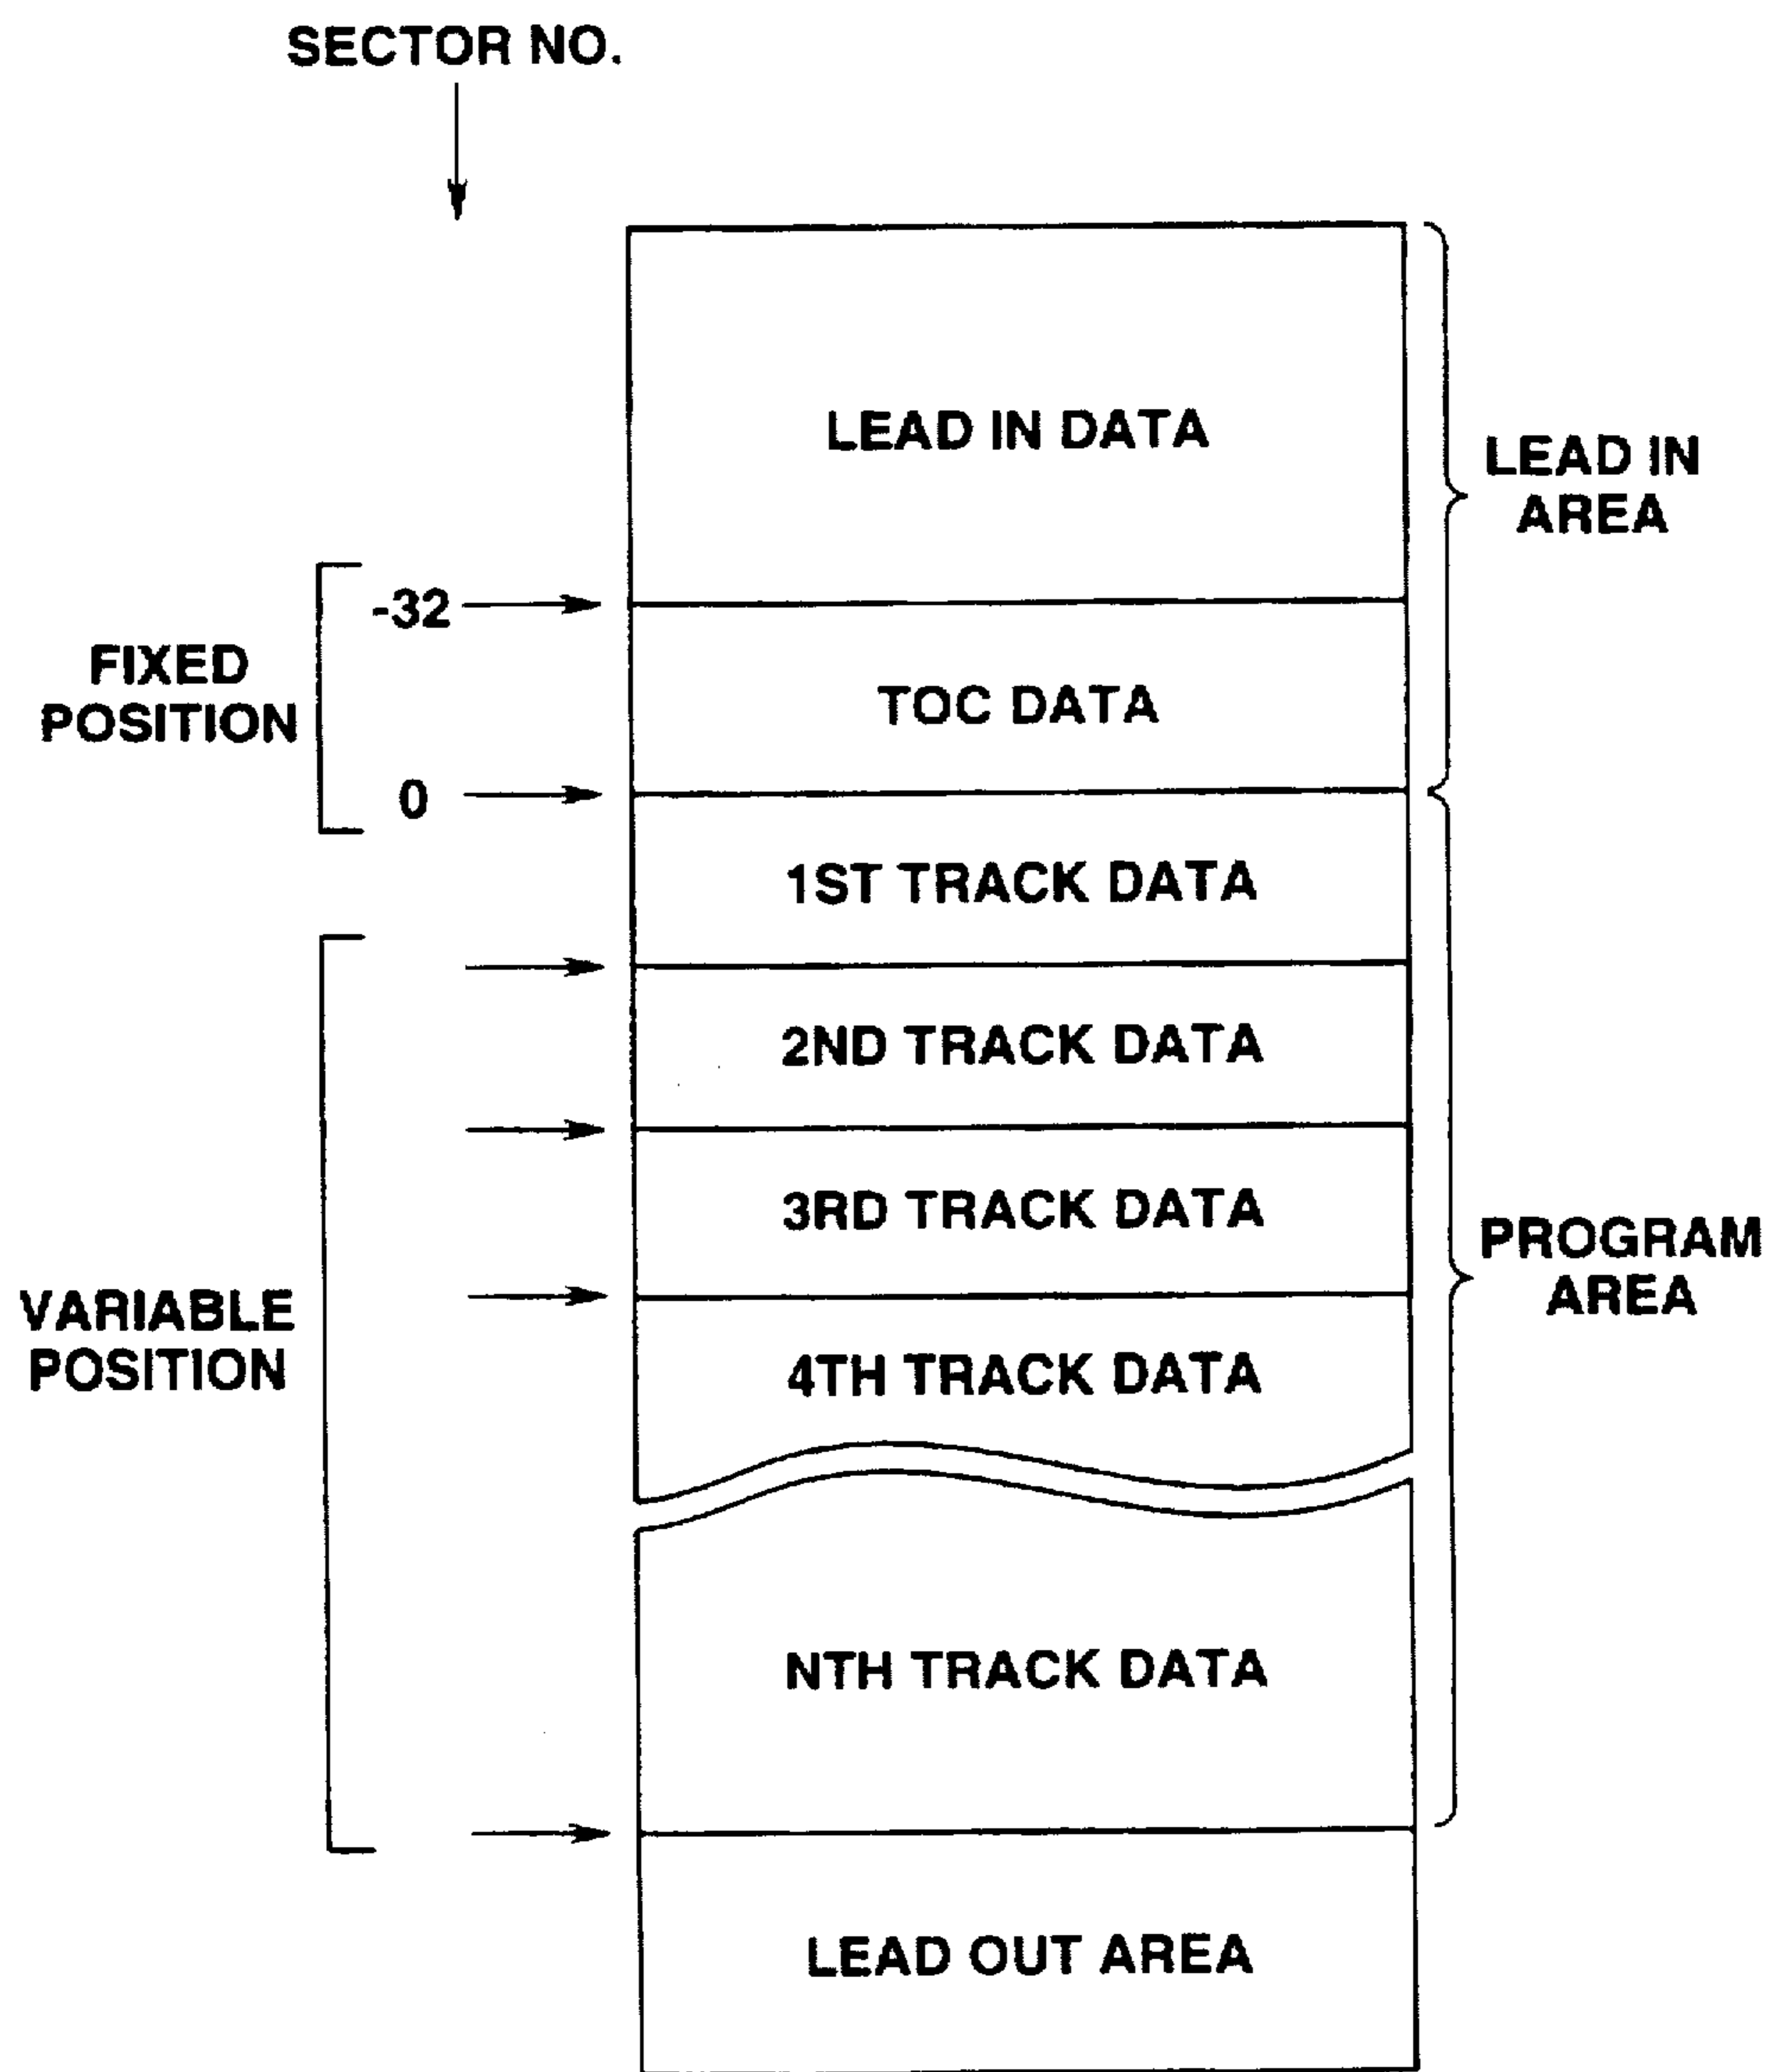 SECTOR NO.
LEAD IN DATA
LEAD IN
AREA
-32
FIXED
POSITION
TOC DATA
0
1ST TRACK DATA
2ND TRACK DATA
3RD TRACK DATA
PROGRAM
AREA
VARIABLE
POSITION
4TH TRACK DATA
NTH TRACK DATA
LEAD OUT AREA